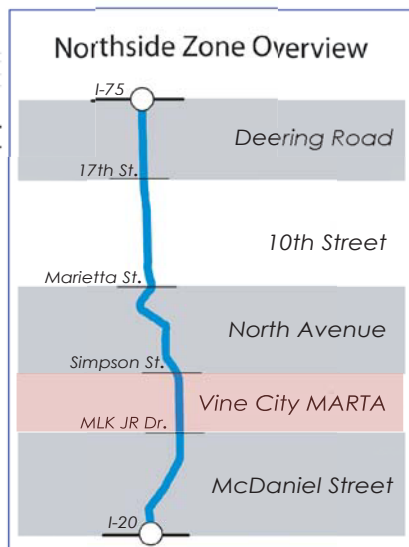 Northside Zone Overview
I-75
Deering Road
17th St.
10th Street
Marietta St.
North Avenue
Simpson St.
Vine City MARTA
MLK JR Dr.
McDaniel Street
I-20